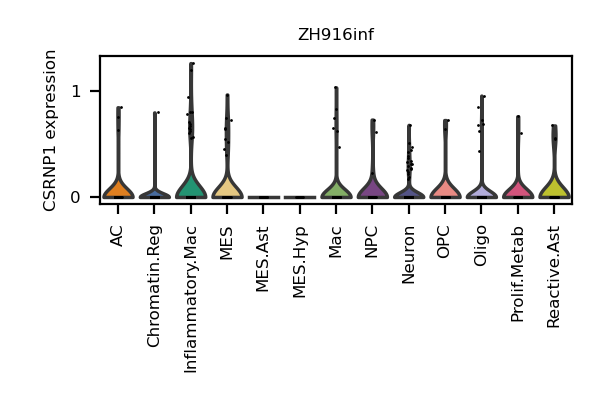 ZH916inf
CSRNP1 expression
1
0
AC
Chromatin.Reg
Inflammatory.Mac
MES
MES.Ast
MES.Hyp
Mac
NPC
Neuron
OPC
Oligo
Prolif.Metab
Reactive.Ast